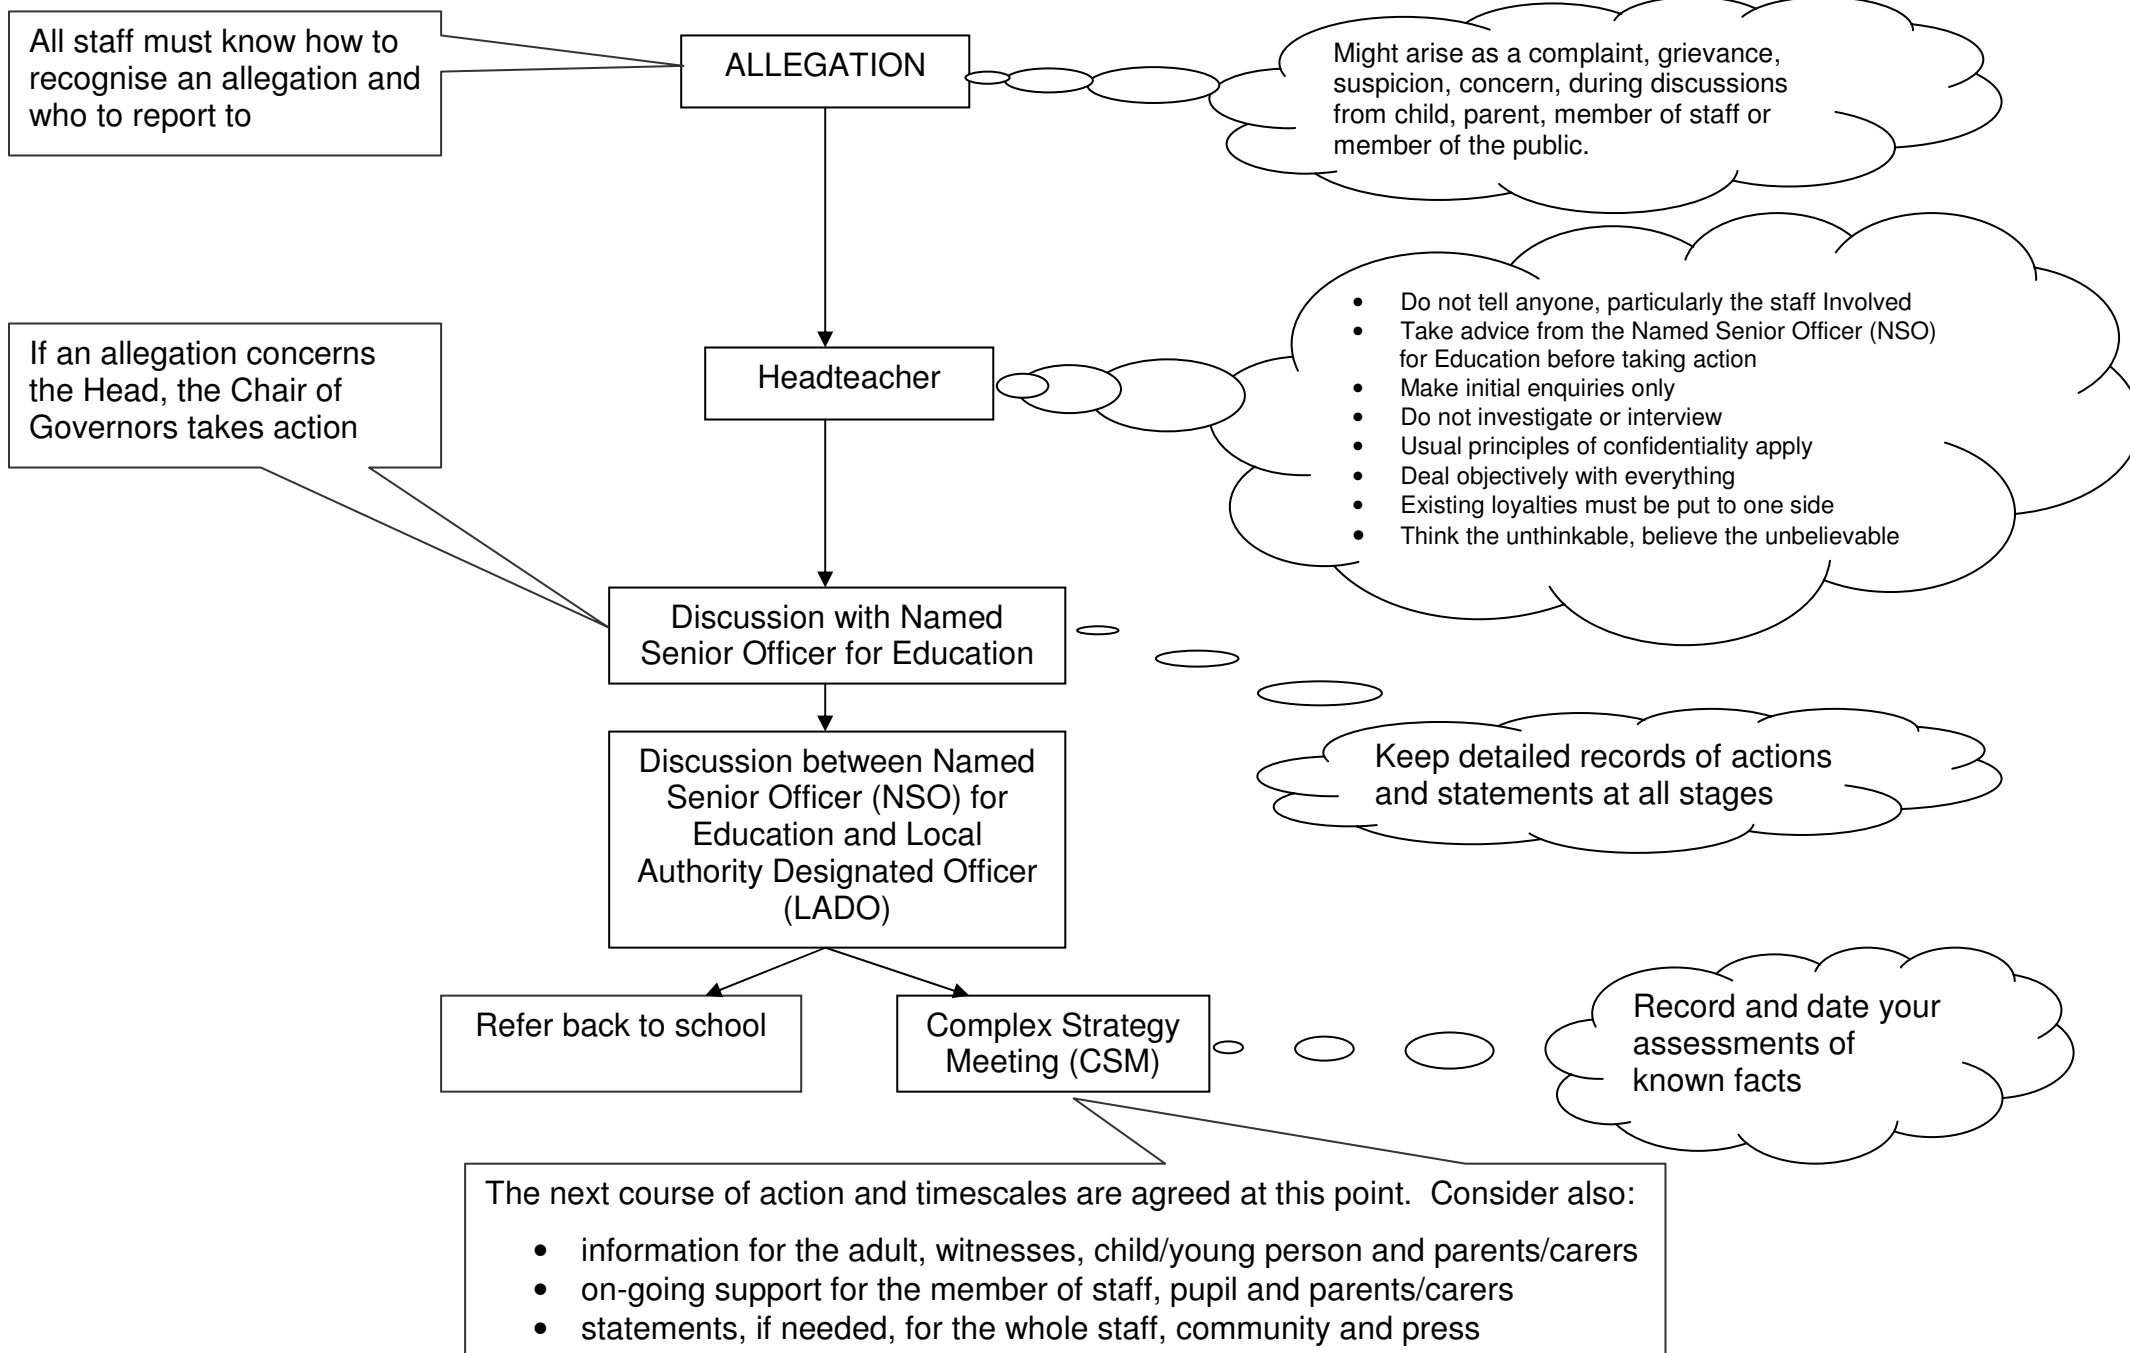 All staff must know how to
recognise an allegation and
who to report to
ALLEGATION
Might arise as a complaint, grievance,
suspicion, concern, during discussions
from child, parent, member of staff or
member of the public.
If an allegation concerns
the Head, the Chair of
Governors takes action
Headteacher
• Do not tell anyone, particularly the staff Involved
• Take advice from the Named Senior Officer (NSO)
for Education before taking action
• Make initial enquiries only
• Do not investigate or interview
• Usual principles of confidentiality apply
• Deal objectively with everything
• Existing loyalties must be put to one side
• Think the unthinkable, believe the unbelievable
Discussion with Named
Senior Officer for Education
Discussion between Named
Senior Officer (NSO) for
Education and Local
Authority Designated Officer
(LADO)
Keep detailed records of actions
and statements at all stages
Refer back to school
Complex Strategy
Meeting (CSM)
Record and date your
assessments of
known facts
The next course of action and timescales are agreed at this point.  Consider also:
• information for the adult, witnesses, child/young person and parents/carers
• on-going support for the member of staff, pupil and parents/carers
• statements, if needed, for the whole staff, community and press